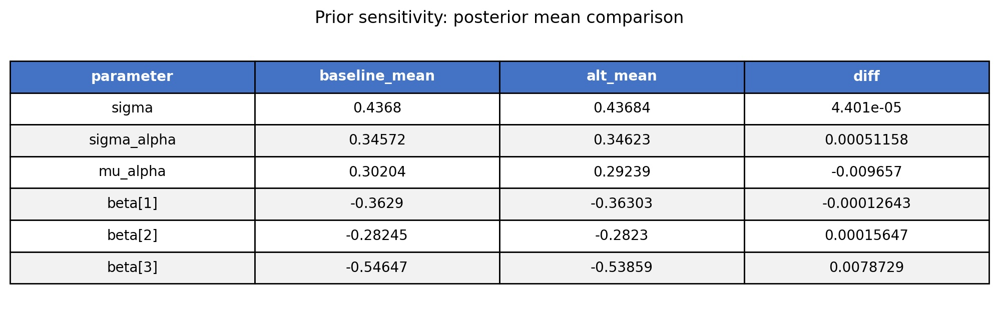 Prior sensitivity: posterior mean comparison
parameter baseline_mean alt_mean diff
sigma 0.4368 0.43684 4.401e-05
sigma_alpha 0.34572 0.34623 0.00051158
mu_alpha 0.30204 0.29239 -0.009657
beta[1] -0.3629 -0.36303 -0.00012643
beta[2] -0.28245 -0.2823 0.00015647
beta[3] -0.54647 -0.53859 0.0078729